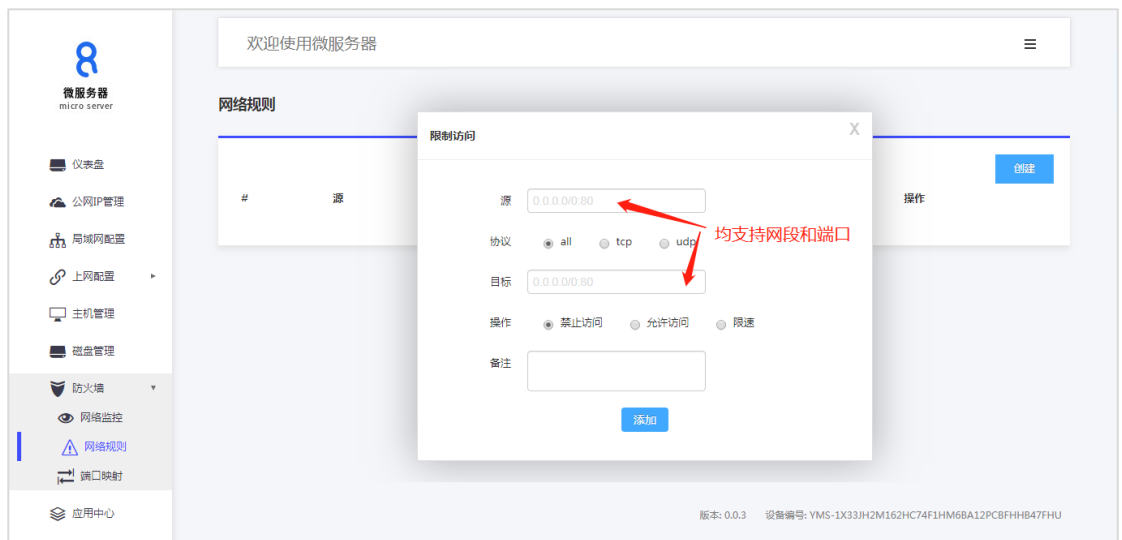 微服务器
micro server
仪表盘
公网IP管理
局域网配置
上网配置
主机管理
磁盘管理
防火墙
网络监控
网络规则
端口映射
应用中心
欢迎使用微服务器
网络规则
创建
# 源 操作
限制访问 X
源 0.0.0.0/0:80
均支持网段和端口
协议 all tcp udp
目标 0.0.0.0/0:80
操作 禁止访问 允许访问 限速
备注
添加
版本: 0.0.3 设备编号: YMS-1X33JH2M162HC74F1HM6BA12PCBFHHB47FHU